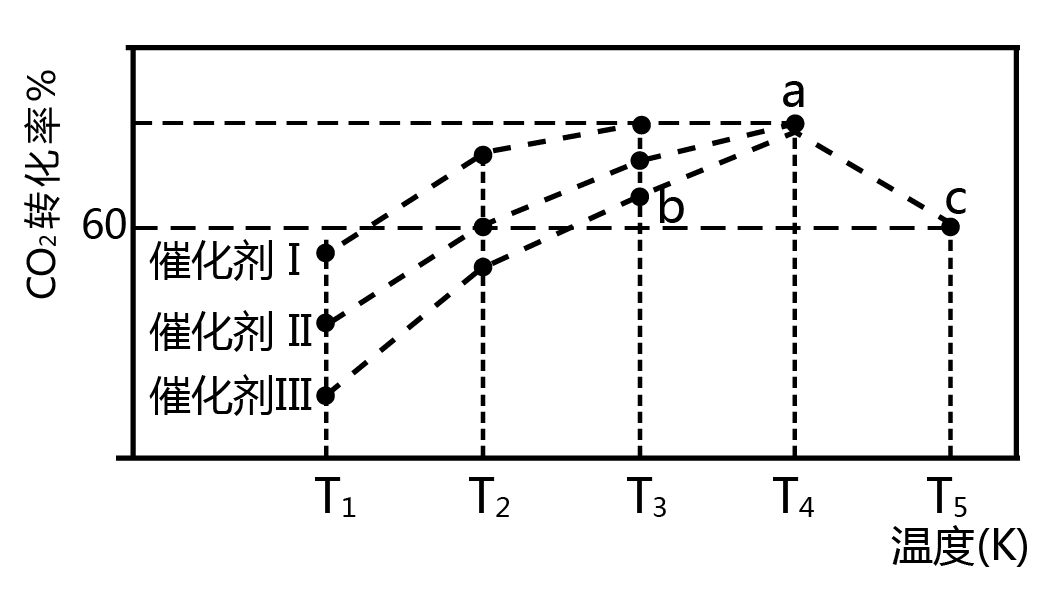 CO₂转化率%
a
b
c
60
催化剂 I
催化剂 II
催化剂III
T₁ T₂ T₃ T₄ T₅
温度(K)